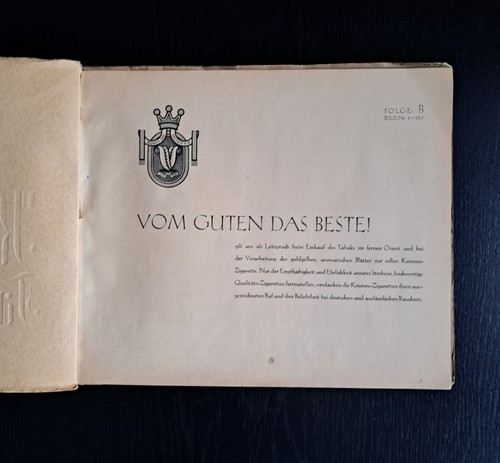 FOLGE: B
BILD Nr. 1-
VOM GUTEN DAS BESTE!
gilt uns als Leitspruch beim Einkauf des Tabaks im fernen Orient und bei
der Verarbeitung der goldgelben, aromatischen Blätter zur edlen Kosmos-
Zigarette. Nur der Ernsthaftigkeit und Ehrlichkeit unseres Strebens, hochwertige
Qualitäts-Zigaretten herzustellen, verdanken die Kosmos-Zigaretten ihren aus-
gezeichneten Ruf und ihre Beliebtheit bei deutschen und ausländischen Rauchern.